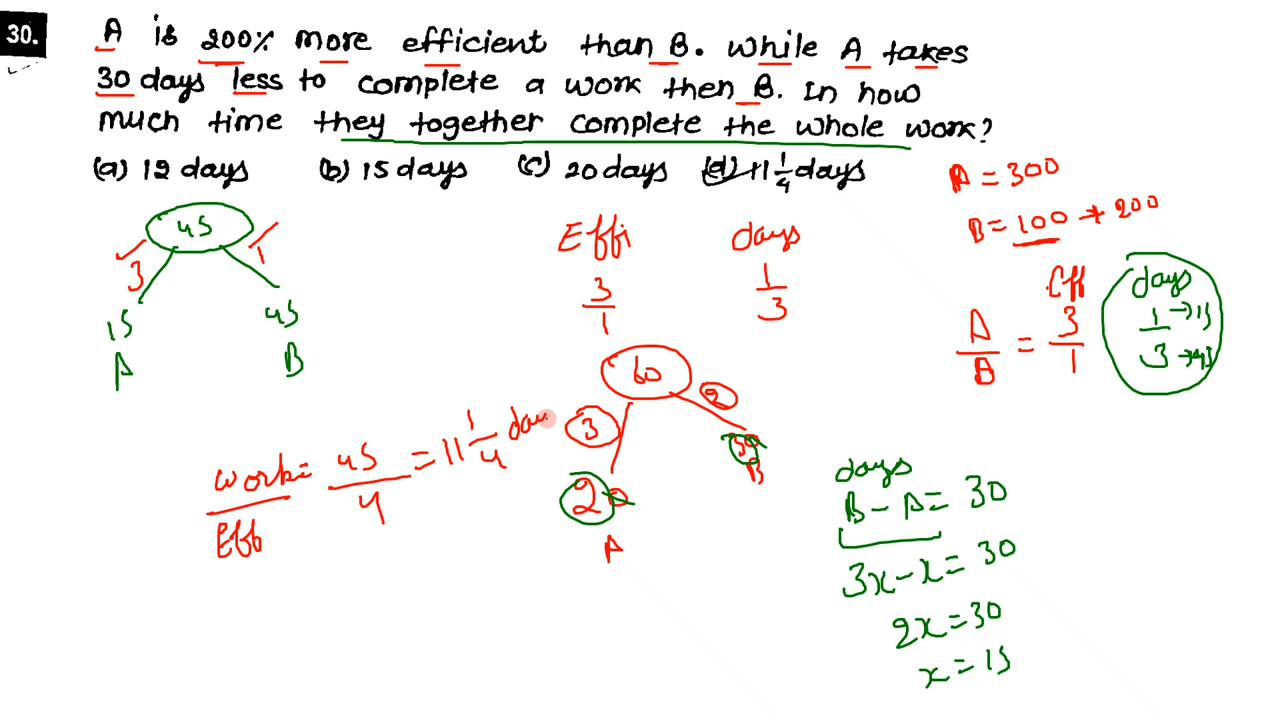 30.
A is 200% more efficient than B. While A takes
30 days less to complete a work then B. In how
much time they together complete the whole work?
(a) 12 days (b) 15 days (c) 20 days (d) 11 1/4 days
A = 300
B = 100 → 200
45
3 1
15 45
A B
Effi days
3/1 1/3
Eff days
A/B = 3/1 1 → 15
3 → 45
60
3 2
20 30
A B
Work/Eff = 45/4 = 11 1/4 day
days
B - A = 30
3x - x = 30
2x = 30
x = 15